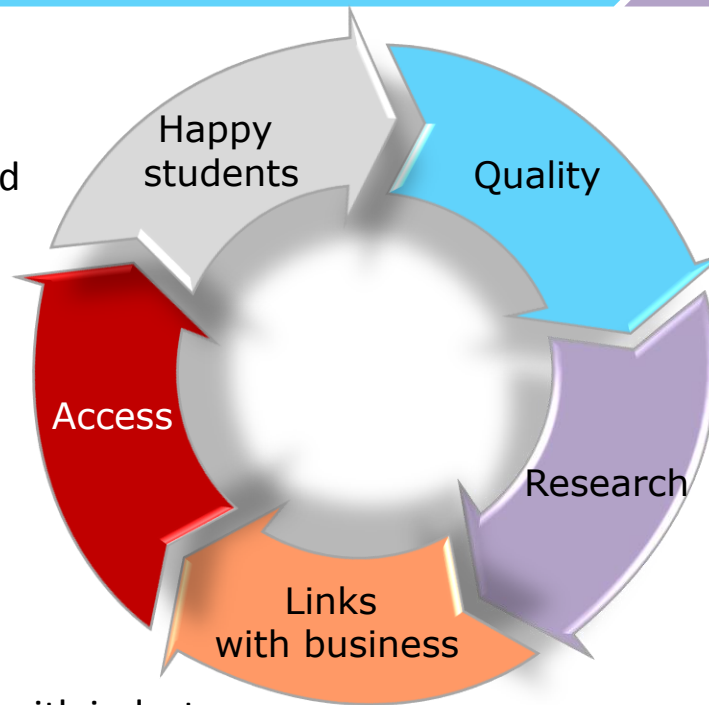 Happy
students
Quality
Access
Research
Links
with business